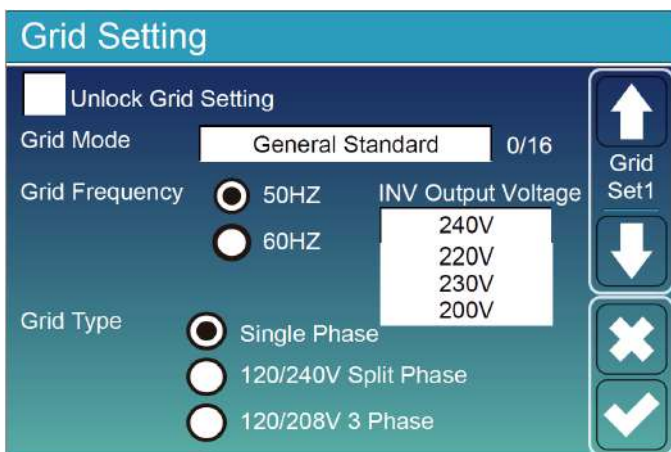 Grid Setting
Unlock Grid Setting
Grid Mode General Standard 0/16
Grid Set1
Grid Frequency 50HZ
60HZ
INV Output Voltage
240V
220V
230V
200V
Grid Type Single Phase
120/240V Split Phase
120/208V 3 Phase